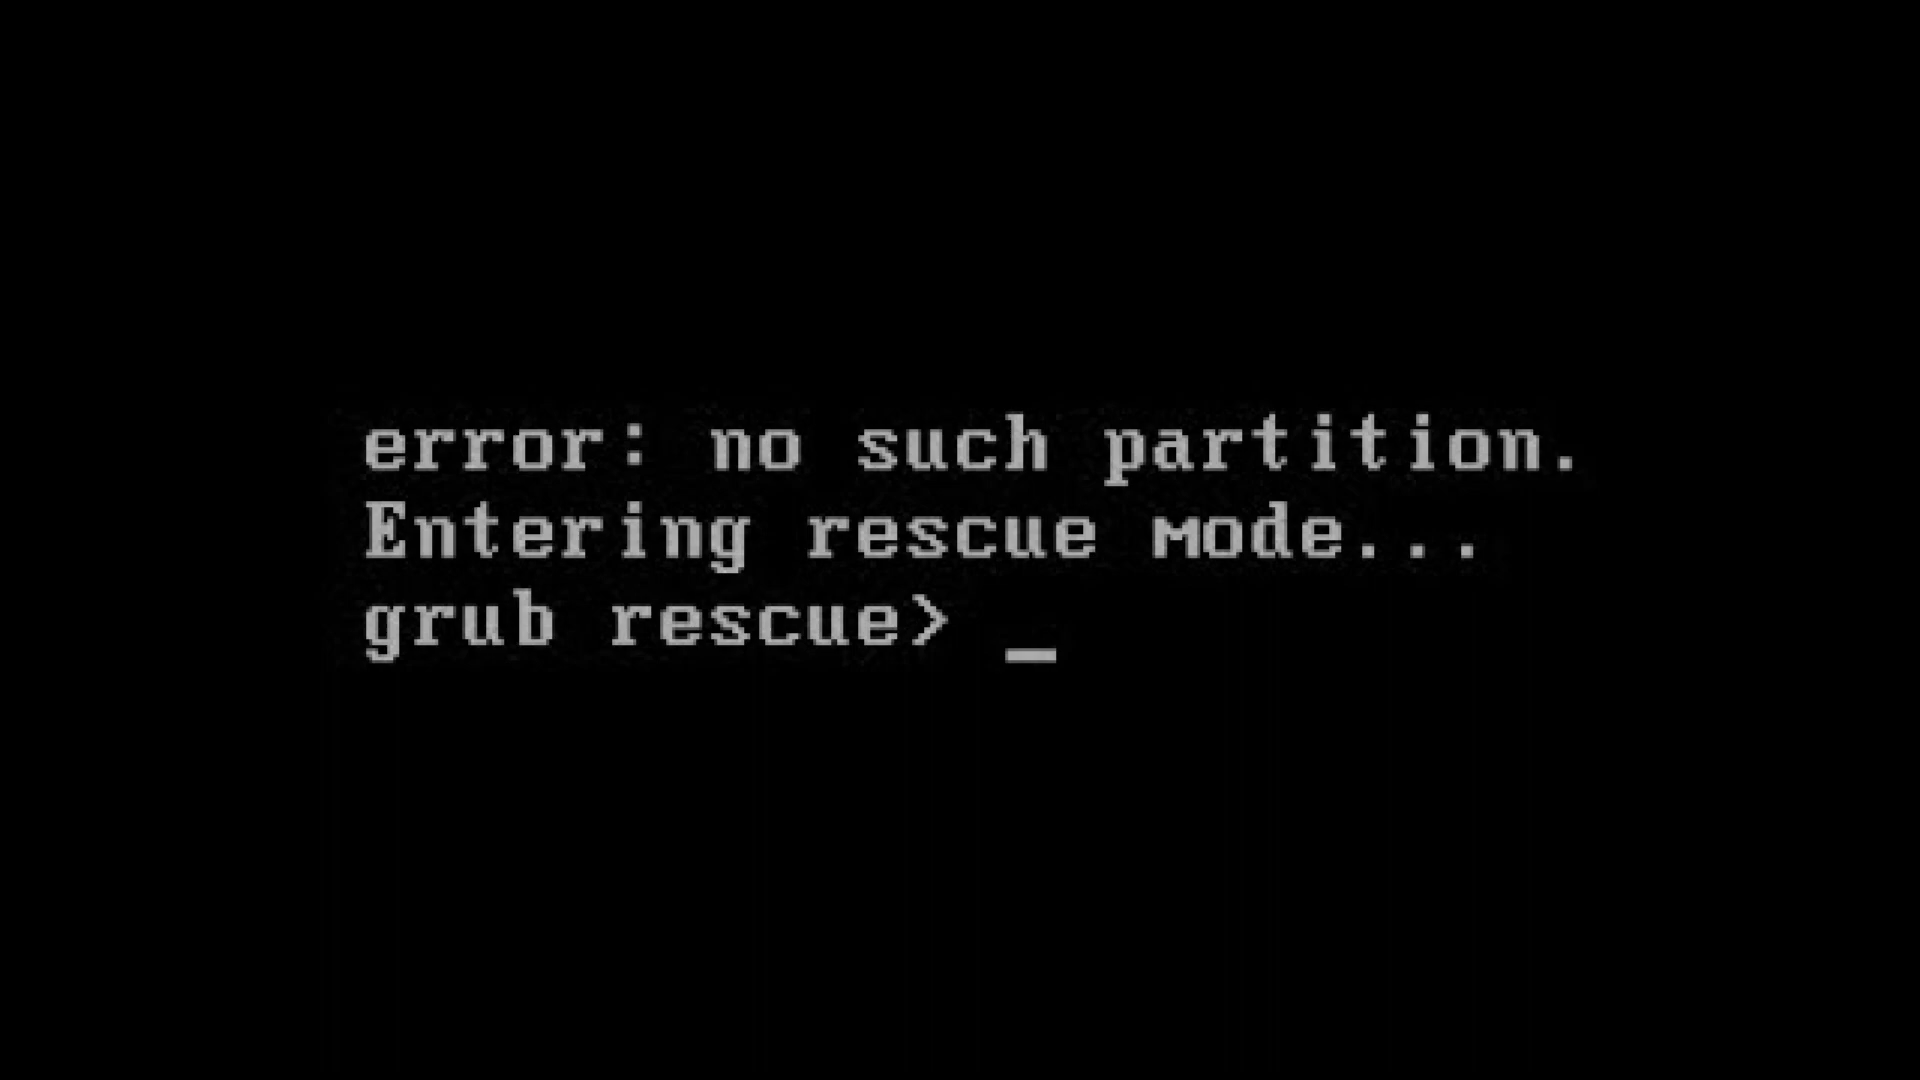 error: no such partition.
Entering rescue mode...
grub rescue> _